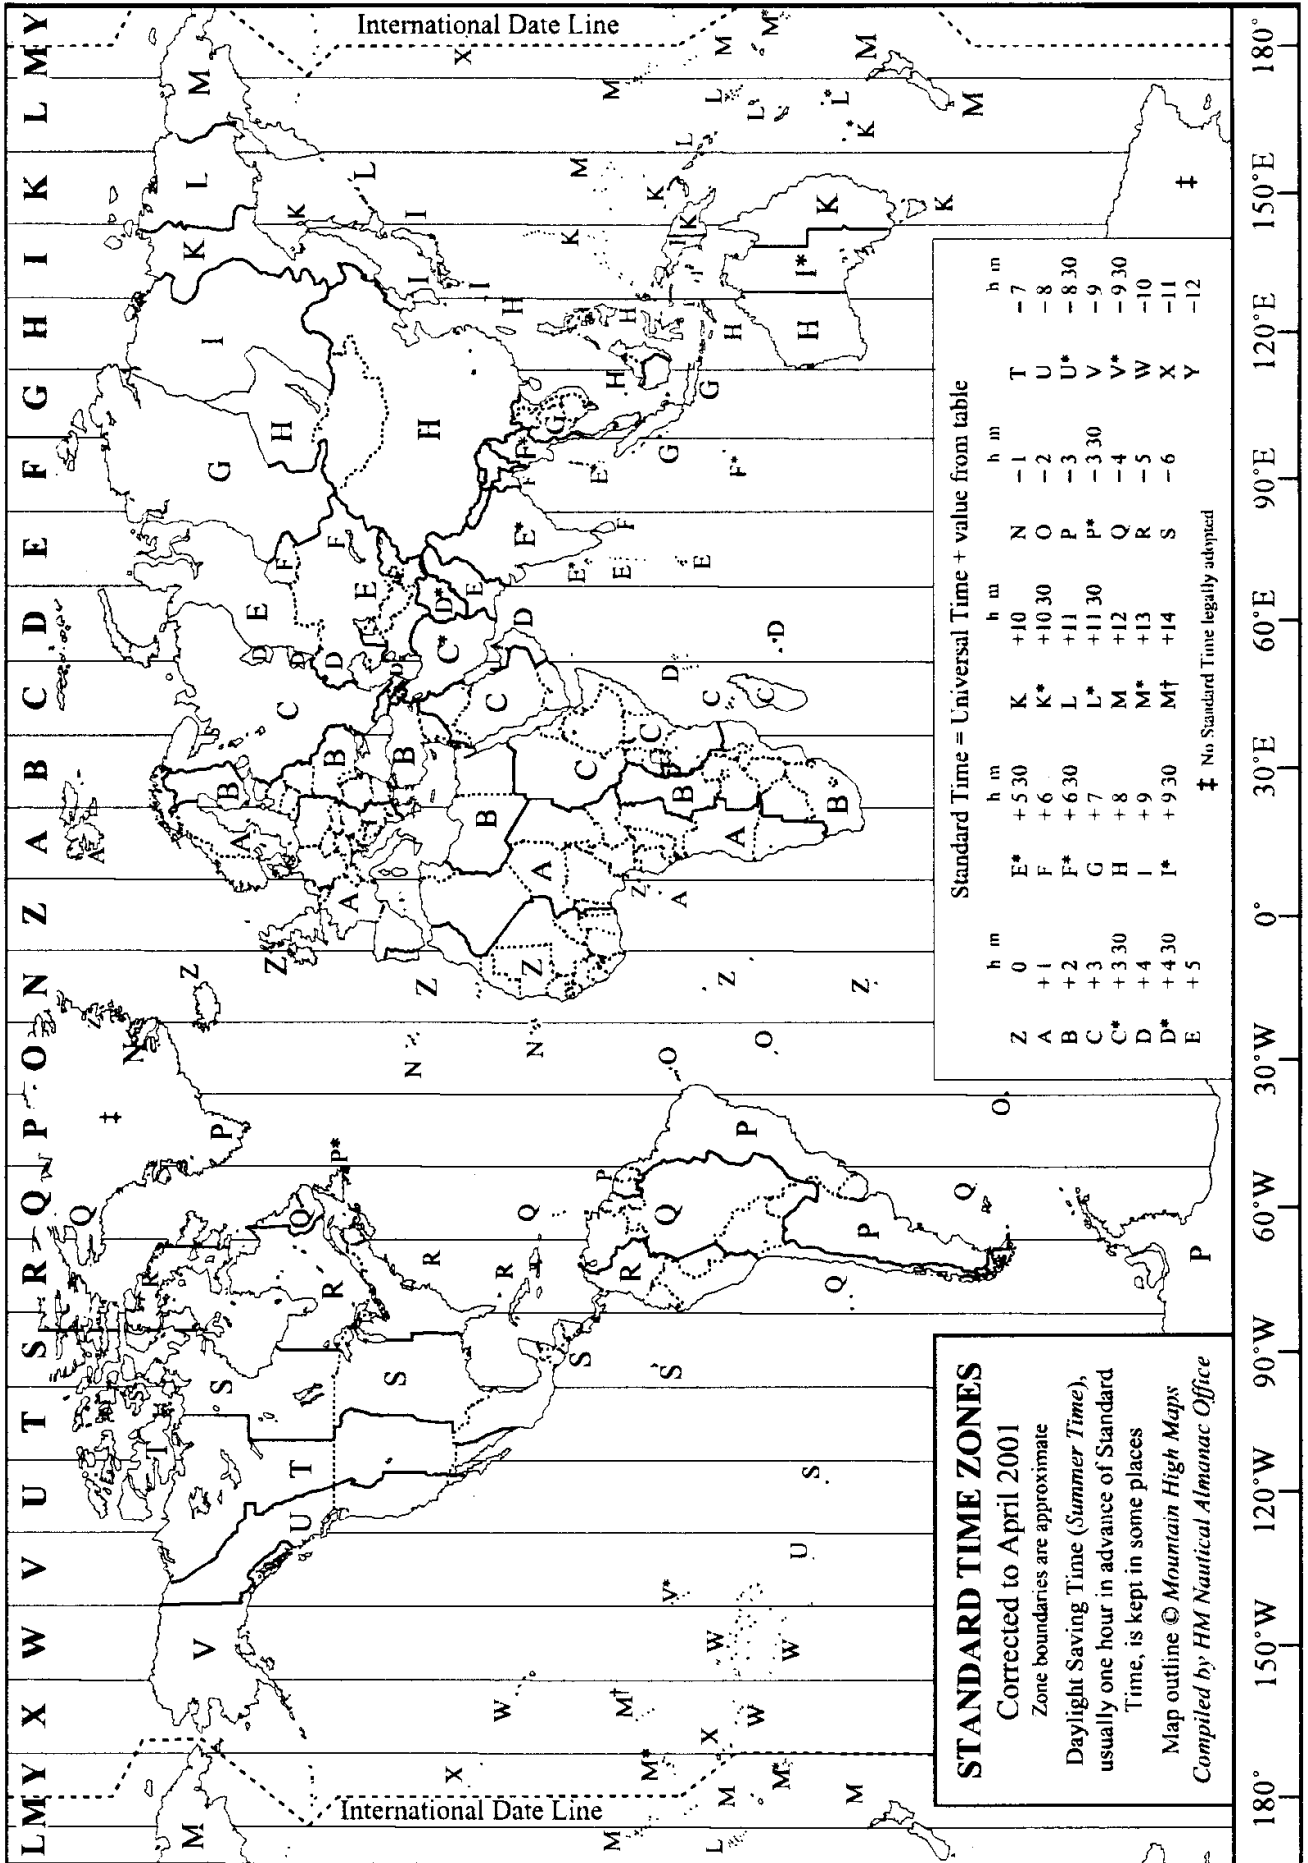 L M Y X W V U T S R Q P O N Z A B C D E F G H I K L M Y
International Date Line
International Date Line
M
V
T
S
R
Q
‡
P
N
Z
U
T
S
R
Q
P*
Z
A
B
C
D
E
F
G
H
I
K
L
M
X
W
V*
M†
M*
X
W
U
S
R
Q
P
O
N
Z
A
B
C
C*
D
D*
E
E*
F
F*
G
H
I
I*
K
L
L*
M
M*
K*
‡
Standard Time = Universal Time + value from table
h m h m h m h m h m
Z 0 E* +5 30 K +10 N −1 T −7
A +1 F +6 K* +10 30 O −2 U −8
B +2 F* +6 30 L +11 P −3 U* −8 30
C +3 G +7 L* +11 30 P* −3 30 V −9
C* +3 30 H +8 M +12 Q −4 V* −9 30
D +4 I +9 M* +13 R −5 W −10
D* +4 30 I* +9 30 M† +14 S −6 X −11
E +5 Y −12
‡ No Standard Time legally adopted
STANDARD TIME ZONES
Corrected to April 2001
Zone boundaries are approximate
Daylight Saving Time (Summer Time),
usually one hour in advance of Standard
Time, is kept in some places
Map outline © Mountain High Maps
Compiled by HM Nautical Almanac Office
180° 150°W 120°W 90°W 60°W 30°W 0° 30°E 60°E 90°E 120°E 150°E 180°